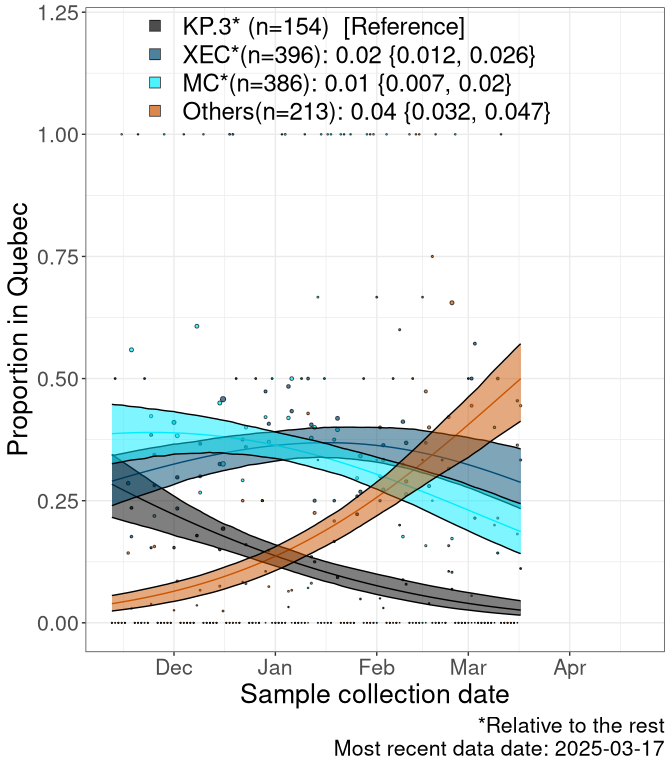 KP.3* (n=154)  [Reference]
XEC*(n=396): 0.02 {0.012, 0.026}
MC*(n=386): 0.01 {0.007, 0.02}
Others(n=213): 0.04 {0.032, 0.047}
1.25
1.00
0.75
0.50
0.25
0.00
Proportion in Quebec
Dec Jan Feb Mar Apr
Sample collection date
*Relative to the rest
Most recent data date: 2025-03-17